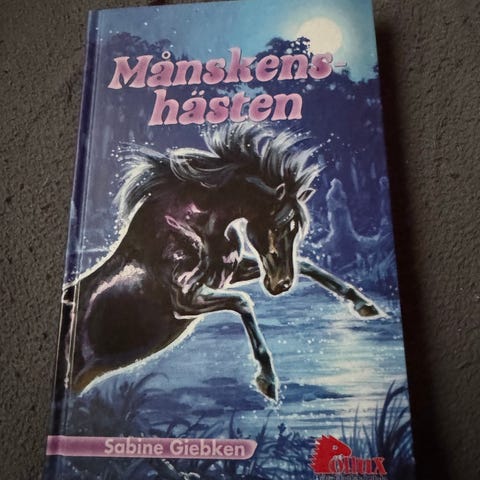 Månskens-
hästen
Sabine Giebken